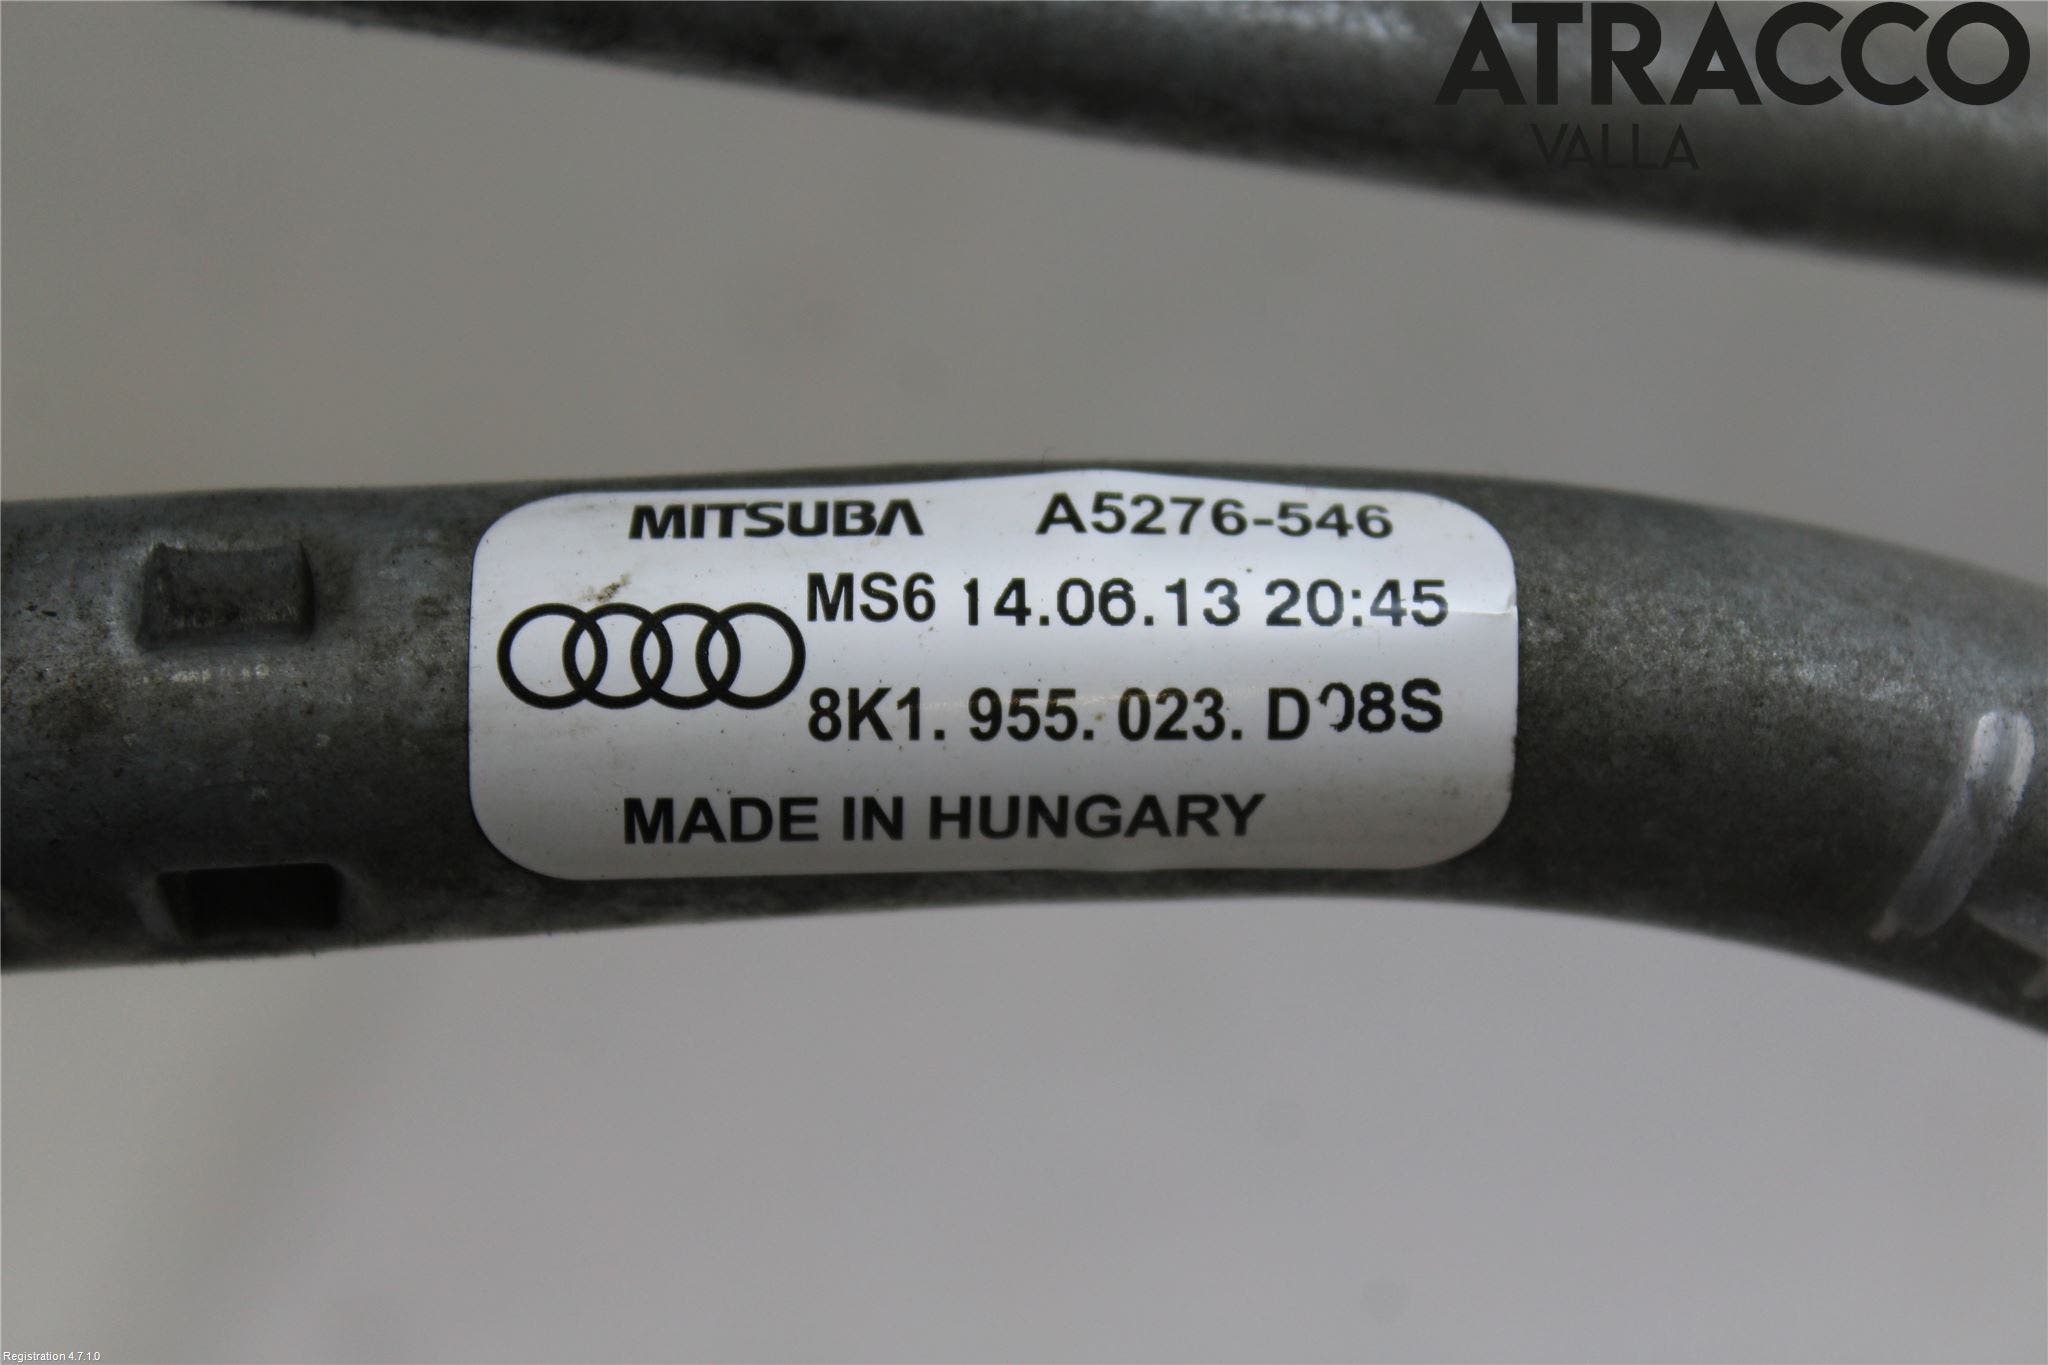 ATRACCO
VALLA
MITSUBA A5276-546
MS6 14.06.13 20:45
8K1. 955. 023. D 08S
MADE IN HUNGARY
Registration 4.7.1.0